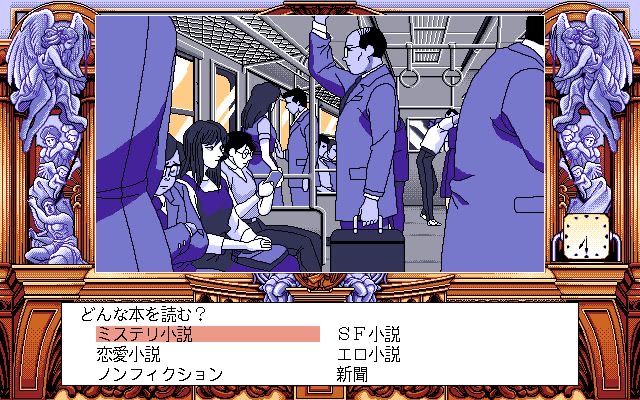 どんな本を読む？
ミステリ小説
ＳＦ小説
恋愛小説
エロ小説
ノンフィクション
新聞